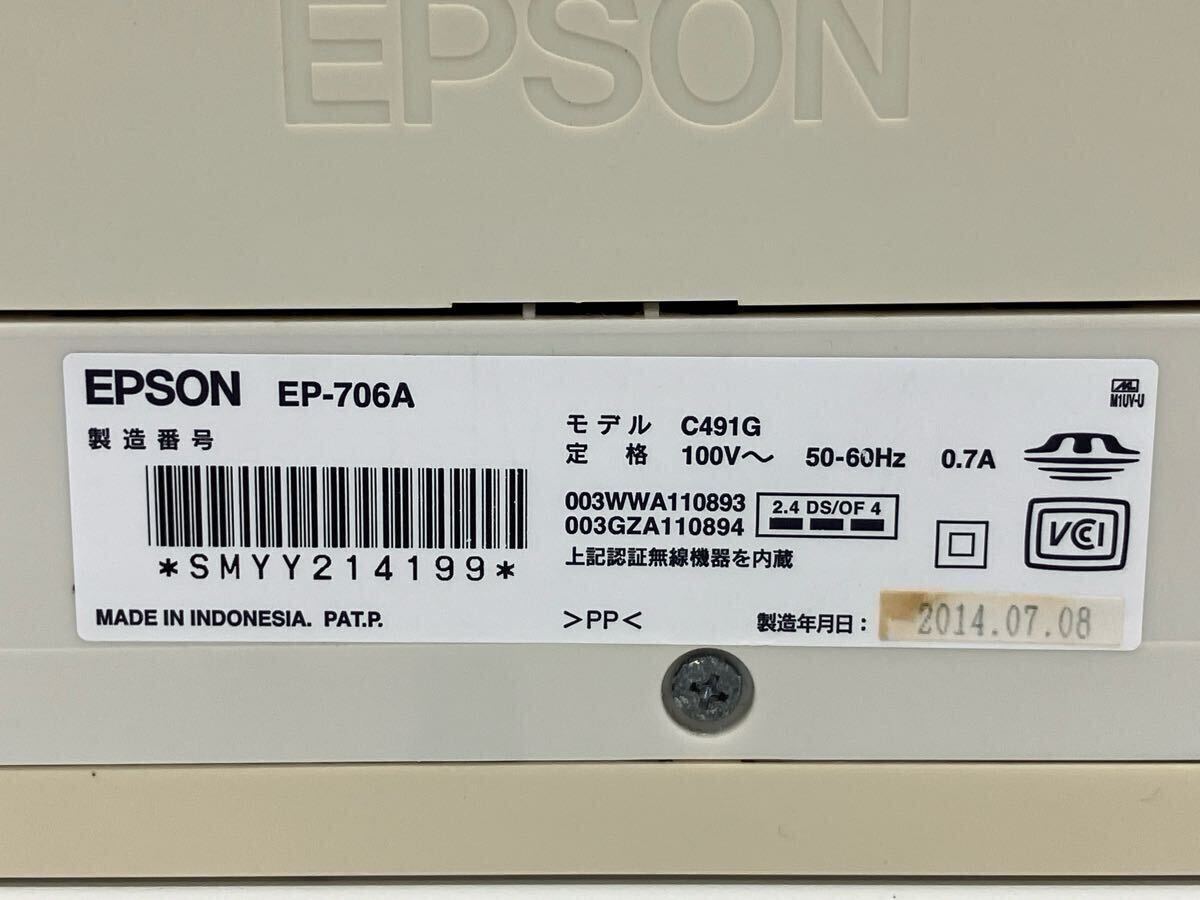 EPSON
EPSON EP-706A
製造番号
*SMYY214199*
MADE IN INDONESIA. PAT.P.
モデル C491G
定格 100V〜 50-60Hz 0.7A
003WWA110893
003GZA110894
2.4 DS/OF 4
上記認証無線機器を内蔵
>PP<
製造年月日: 2014.07.08
M1UV-U
VCCI